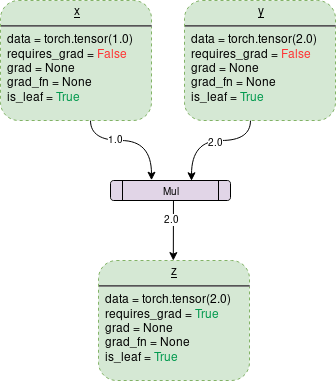 x
data = torch.tensor(1.0)
requires_grad = False
grad = None
grad_fn = None
is_leaf = True
y
data = torch.tensor(2.0)
requires_grad = False
grad = None
grad_fn = None
is_leaf = True
1.0
2.0
Mul
2.0
z
data = torch.tensor(2.0)
requires_grad = True
grad = None
grad_fn = None
is_leaf = True